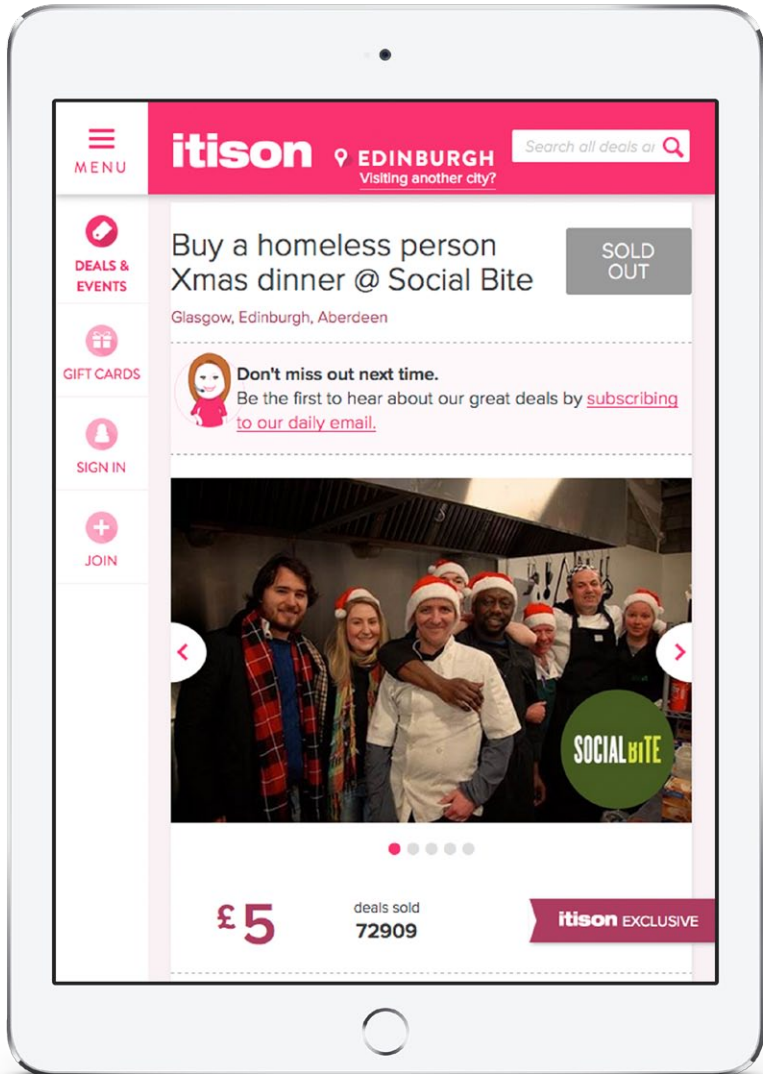 MENU
itison
EDINBURGH
Visiting another city?
Search all deals or
DEALS &
EVENTS
GIFT CARDS
SIGN IN
JOIN
Buy a homeless person
Xmas dinner @ Social Bite
SOLD
OUT
Glasgow, Edinburgh, Aberdeen
Don't miss out next time.
Be the first to hear about our great deals by subscribing
to our daily email.
SOCIAL BITE
£5
deals sold
72909
itison EXCLUSIVE